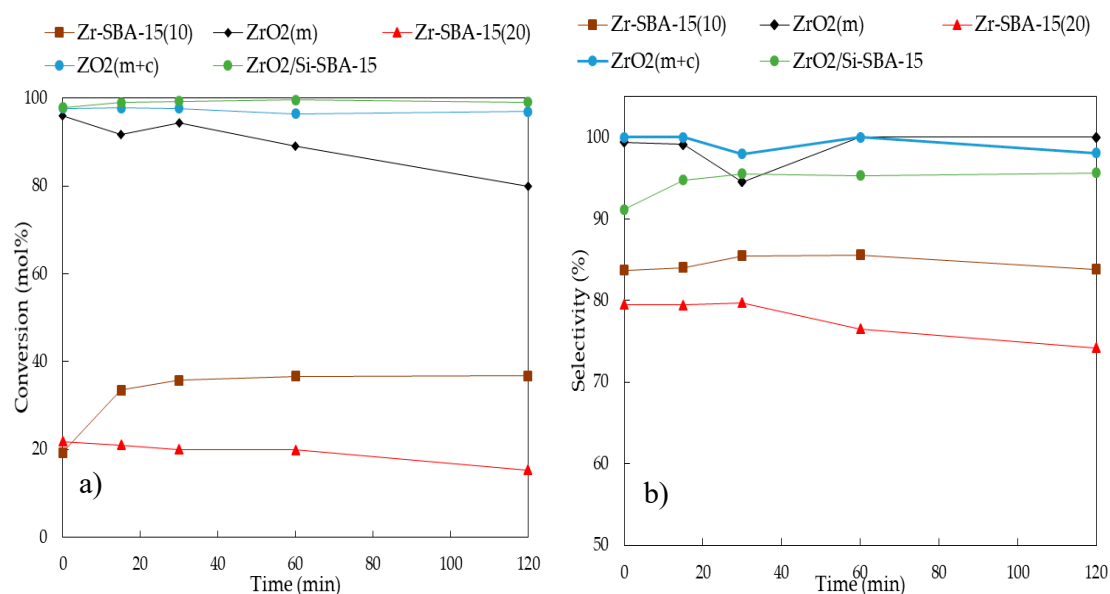 Zr-SBA-15(10) ZrO2(m) Zr-SBA-15(20)
ZO2(m+c) ZrO2/Si-SBA-15
100
80
60
40
20
0
Conversion (mol%)
a)
0 20 40 60 80 100 120
Time (min)
Zr-SBA-15(10) ZrO2(m) Zr-SBA-15(20)
ZrO2(m+c) ZrO2/Si-SBA-15
100
90
80
70
60
50
Selectivity (%)
b)
0 20 40 60 80 100 120
Time (min)